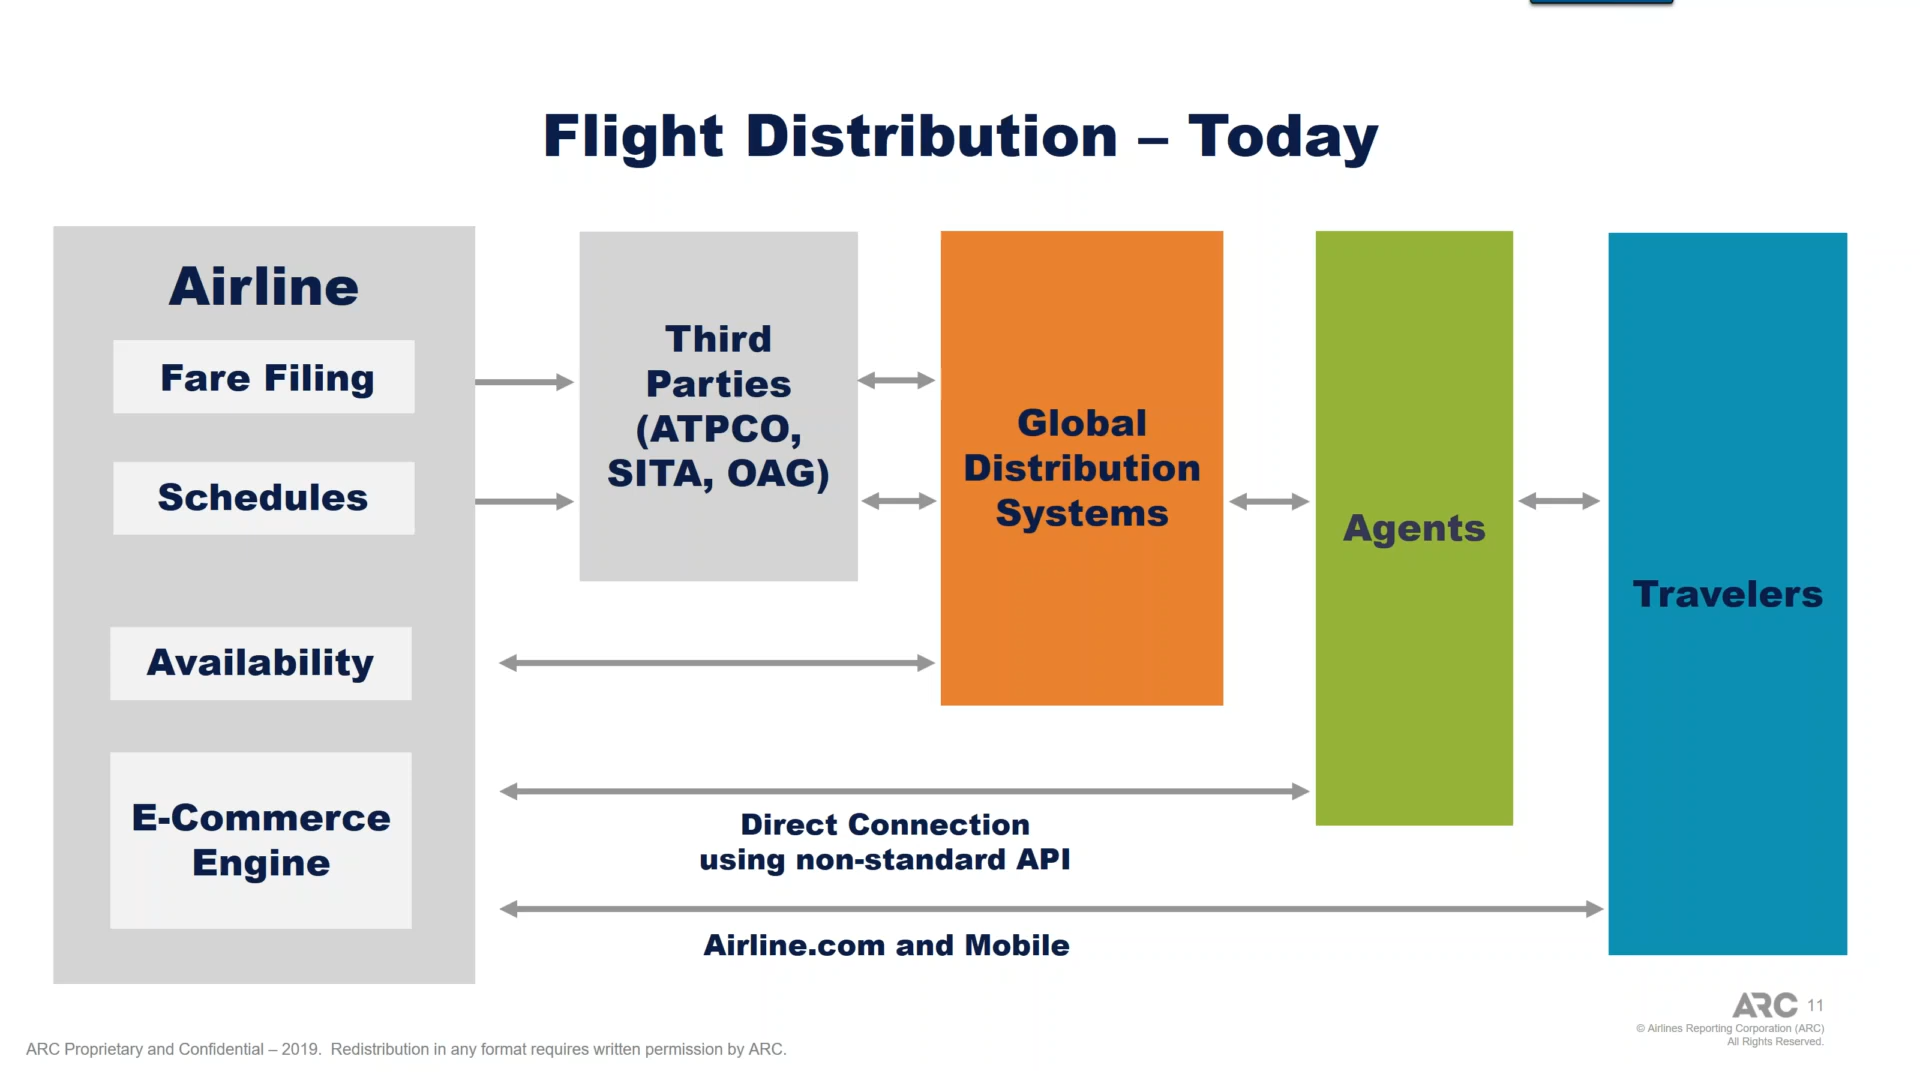 Flight Distribution – Today
Airline
Fare Filing
Schedules
Availability
E-Commerce
Engine
Third
Parties
(ATPCO,
SITA, OAG)
Global
Distribution
Systems
Agents
Travelers
Direct Connection
using non-standard API
Airline.com and Mobile
ARC 11
© Airlines Reporting Corporation (ARC)
All Rights Reserved.
ARC Proprietary and Confidential – 2019. Redistribution in any format requires written permission by ARC.